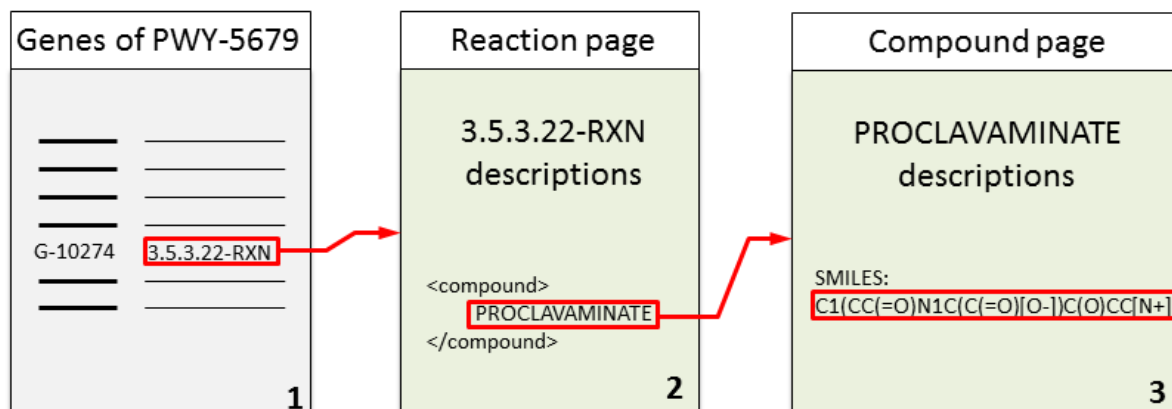 Genes of PWY-5679
G-10274 3.5.3.22-RXN
1
Reaction page
3.5.3.22-RXN
descriptions
<compound>
PROCLAVAMINATE
</compound>
2
Compound page
PROCLAVAMINATE
descriptions
SMILES:
C1(CC(=O)N1C(C(=O)[O-])C(O)CC[N+]
3